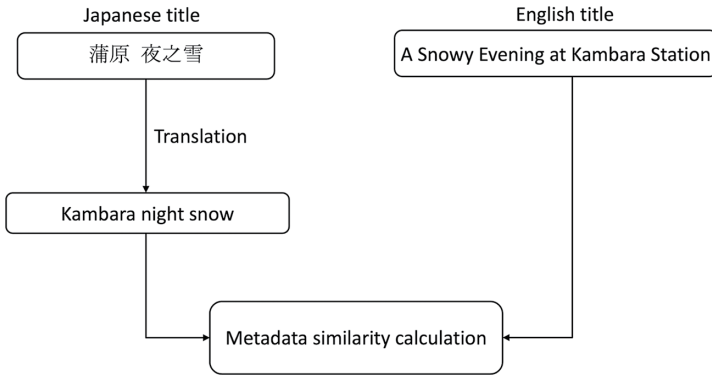 Japanese title
English title
蒲原 夜之雪
A Snowy Evening at Kambara Station
Translation
Kambara night snow
Metadata similarity calculation